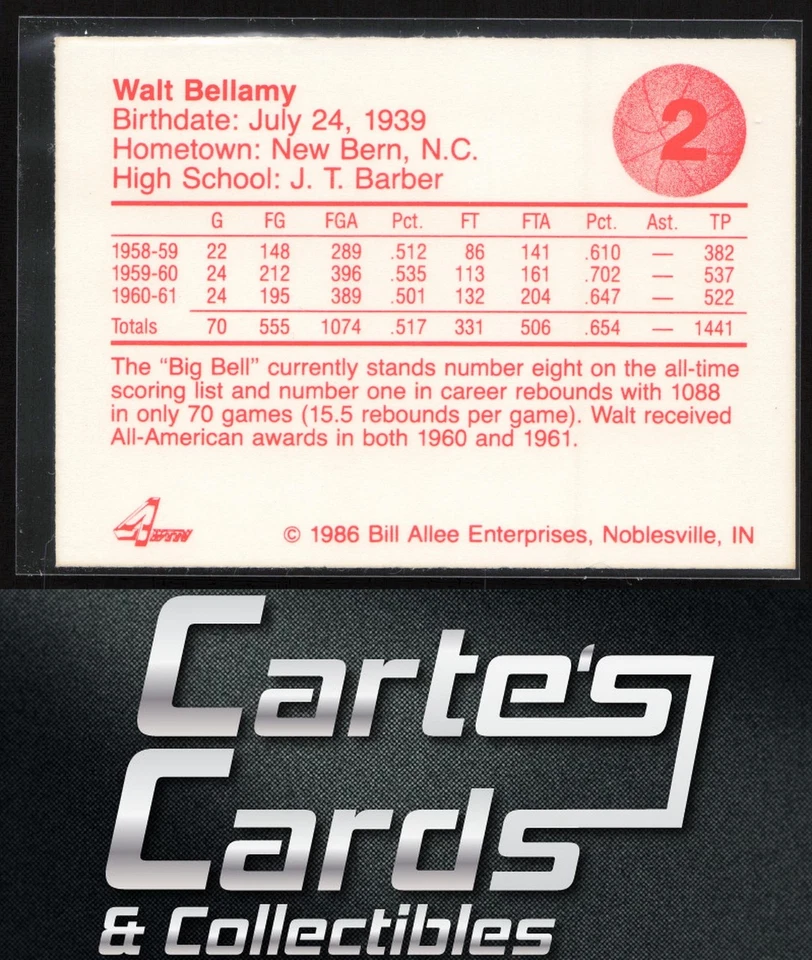 Walt Bellamy
Birthdate: July 24, 1939
Hometown: New Bern, N.C.
High School: J. T. Barber
2
G FG FGA Pct. FT FTA Pct. Ast. TP
1958-59 22 148 289 .512 86 141 .610 — 382
1959-60 24 212 396 .535 113 161 .702 — 537
1960-61 24 195 389 .501 132 204 .647 — 522
Totals 70 555 1074 .517 331 506 .654 — 1441
The “Big Bell” currently stands number eight on the all-time
scoring list and number one in career rebounds with 1088
in only 70 games (15.5 rebounds per game). Walt received
All-American awards in both 1960 and 1961.
© 1986 Bill Allee Enterprises, Noblesville, IN
Carte's
Cards
& Collectibles